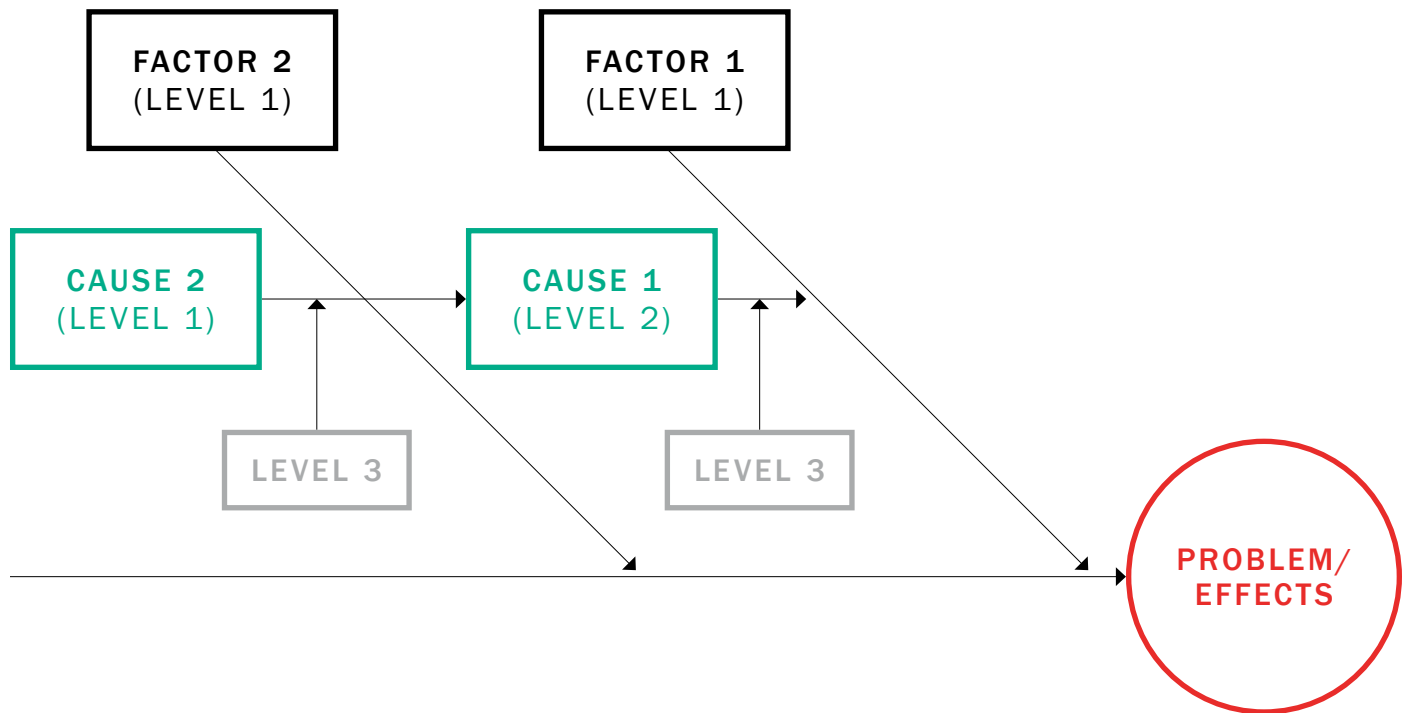 FACTOR 2
(LEVEL 1)
FACTOR 1
(LEVEL 1)
CAUSE 2
(LEVEL 1)
CAUSE 1
(LEVEL 2)
LEVEL 3
LEVEL 3
PROBLEM/
EFFECTS